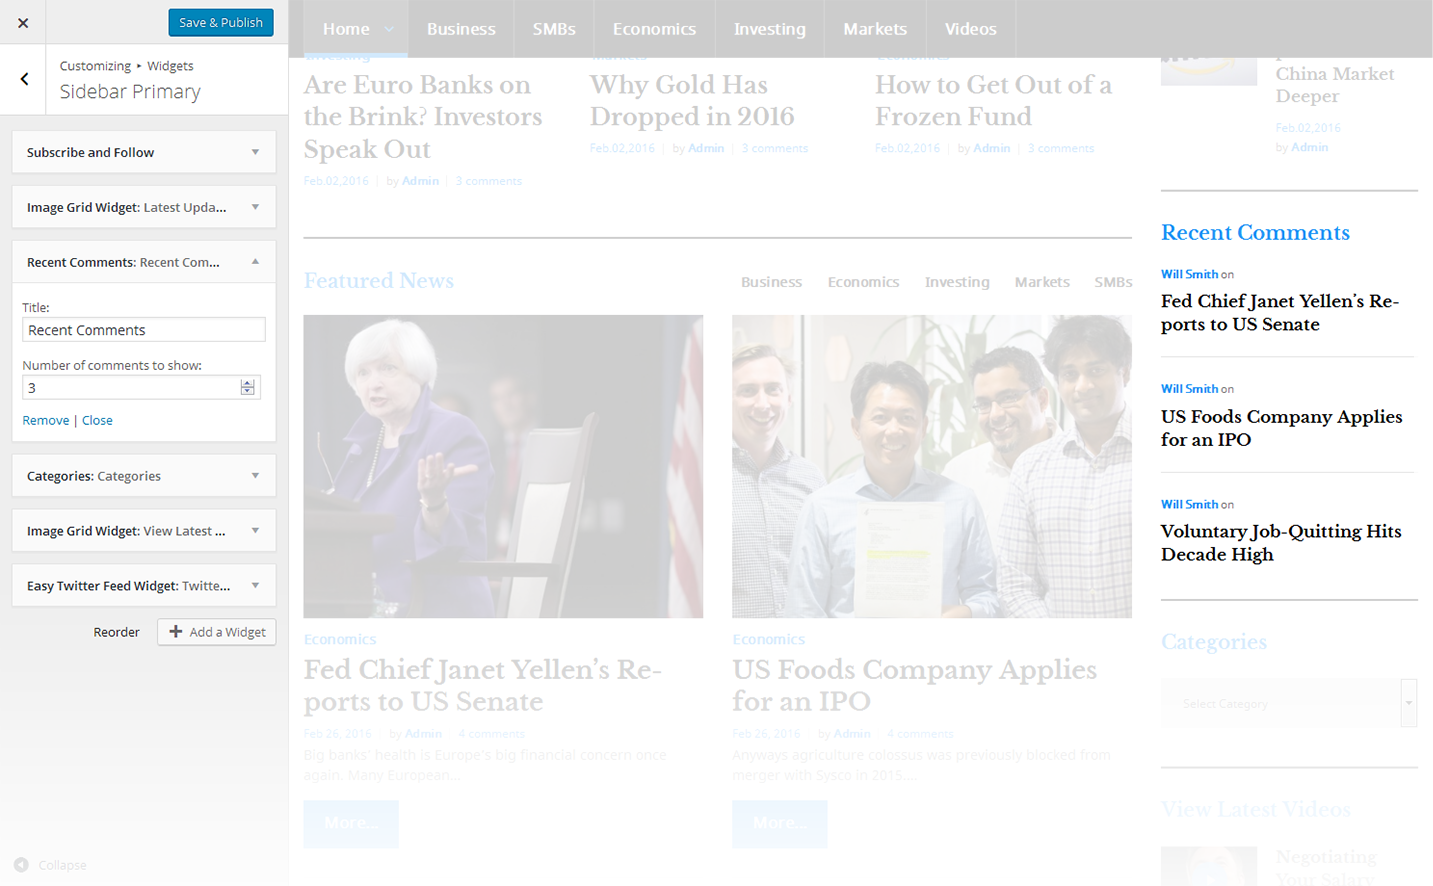 Save & Publish
Customizing ▸ Widgets
Sidebar Primary
Subscribe and Follow
Image Grid Widget: Latest Upda...
Recent Comments: Recent Com...
Title:
Recent Comments
Number of comments to show:
3
Remove | Close
Categories: Categories
Image Grid Widget: View Latest ...
Easy Twitter Feed Widget: Twitte...
Reorder
Add a Widget
Collapse
Home Business SMBs Economics Investing Markets Videos
Investing
Are Euro Banks on
the Brink? Investors
Speak Out
Feb.02,2016 | by Admin | 3 comments
Markets
Why Gold Has
Dropped in 2016
Feb.02,2016 | by Admin | 3 comments
Economics
How to Get Out of a
Frozen Fund
Feb.02,2016 | by Admin | 3 comments
Featured News
Business Economics Investing Markets SMBs
Economics
Fed Chief Janet Yellen’s Re-
ports to US Senate
Feb 26, 2016 by Admin 4 comments
Big banks' health is Europe's big financial concern once
again. Many European...
More...
Economics
US Foods Company Applies
for an IPO
Feb 26, 2016 by Admin 4 comments
Anyways agriculture colossus was previously blocked from
merger with Sysco in 2015....
More...
China Market
Deeper
Feb.02,2016
by Admin
Recent Comments
Will Smith on
Fed Chief Janet Yellen’s Re-
ports to US Senate
Will Smith on
US Foods Company Applies
for an IPO
Will Smith on
Voluntary Job-Quitting Hits
Decade High
Categories
Select Category
View Latest Videos
Negotiating
Your Salary